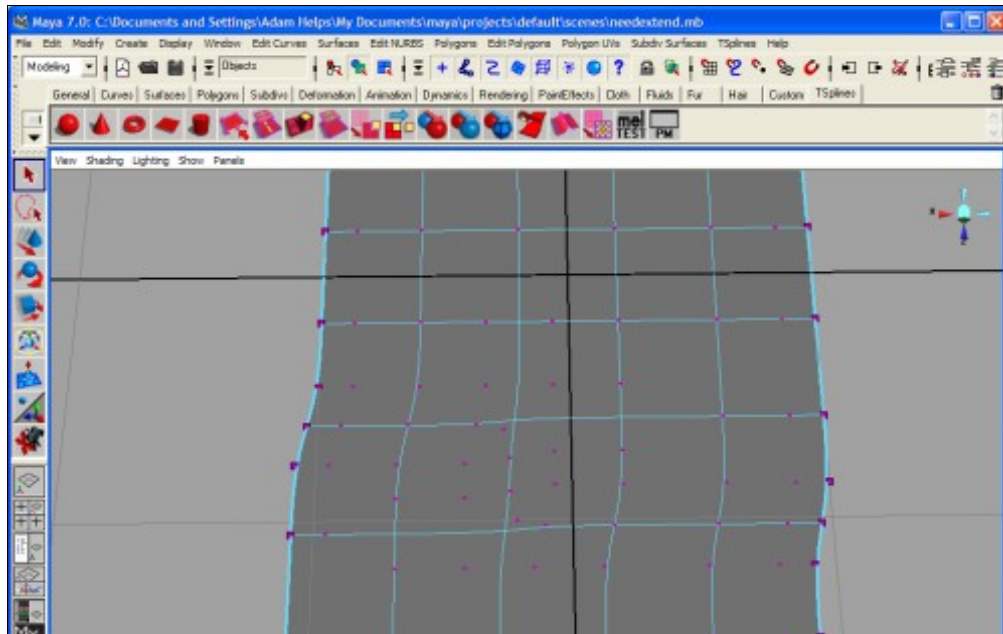 Maya 7.0: C:\Documents and Settings\Adam Helps\My Documents\maya\projects\default\scenes\needextend.mb
File Edit Modify Create Display Window Edit Curves Surfaces Edit NURBS Polygons Edit Polygons Polygon UVs Subdiv Surfaces TSplines Help
Modeling Objects
General Curves Surfaces Polygons Subdivs Deformation Animation Dynamics Rendering PaintEffects Cloth Fluids Fur Hair Custom TSplines
mel TEST PM
View Shading Lighting Show Panels